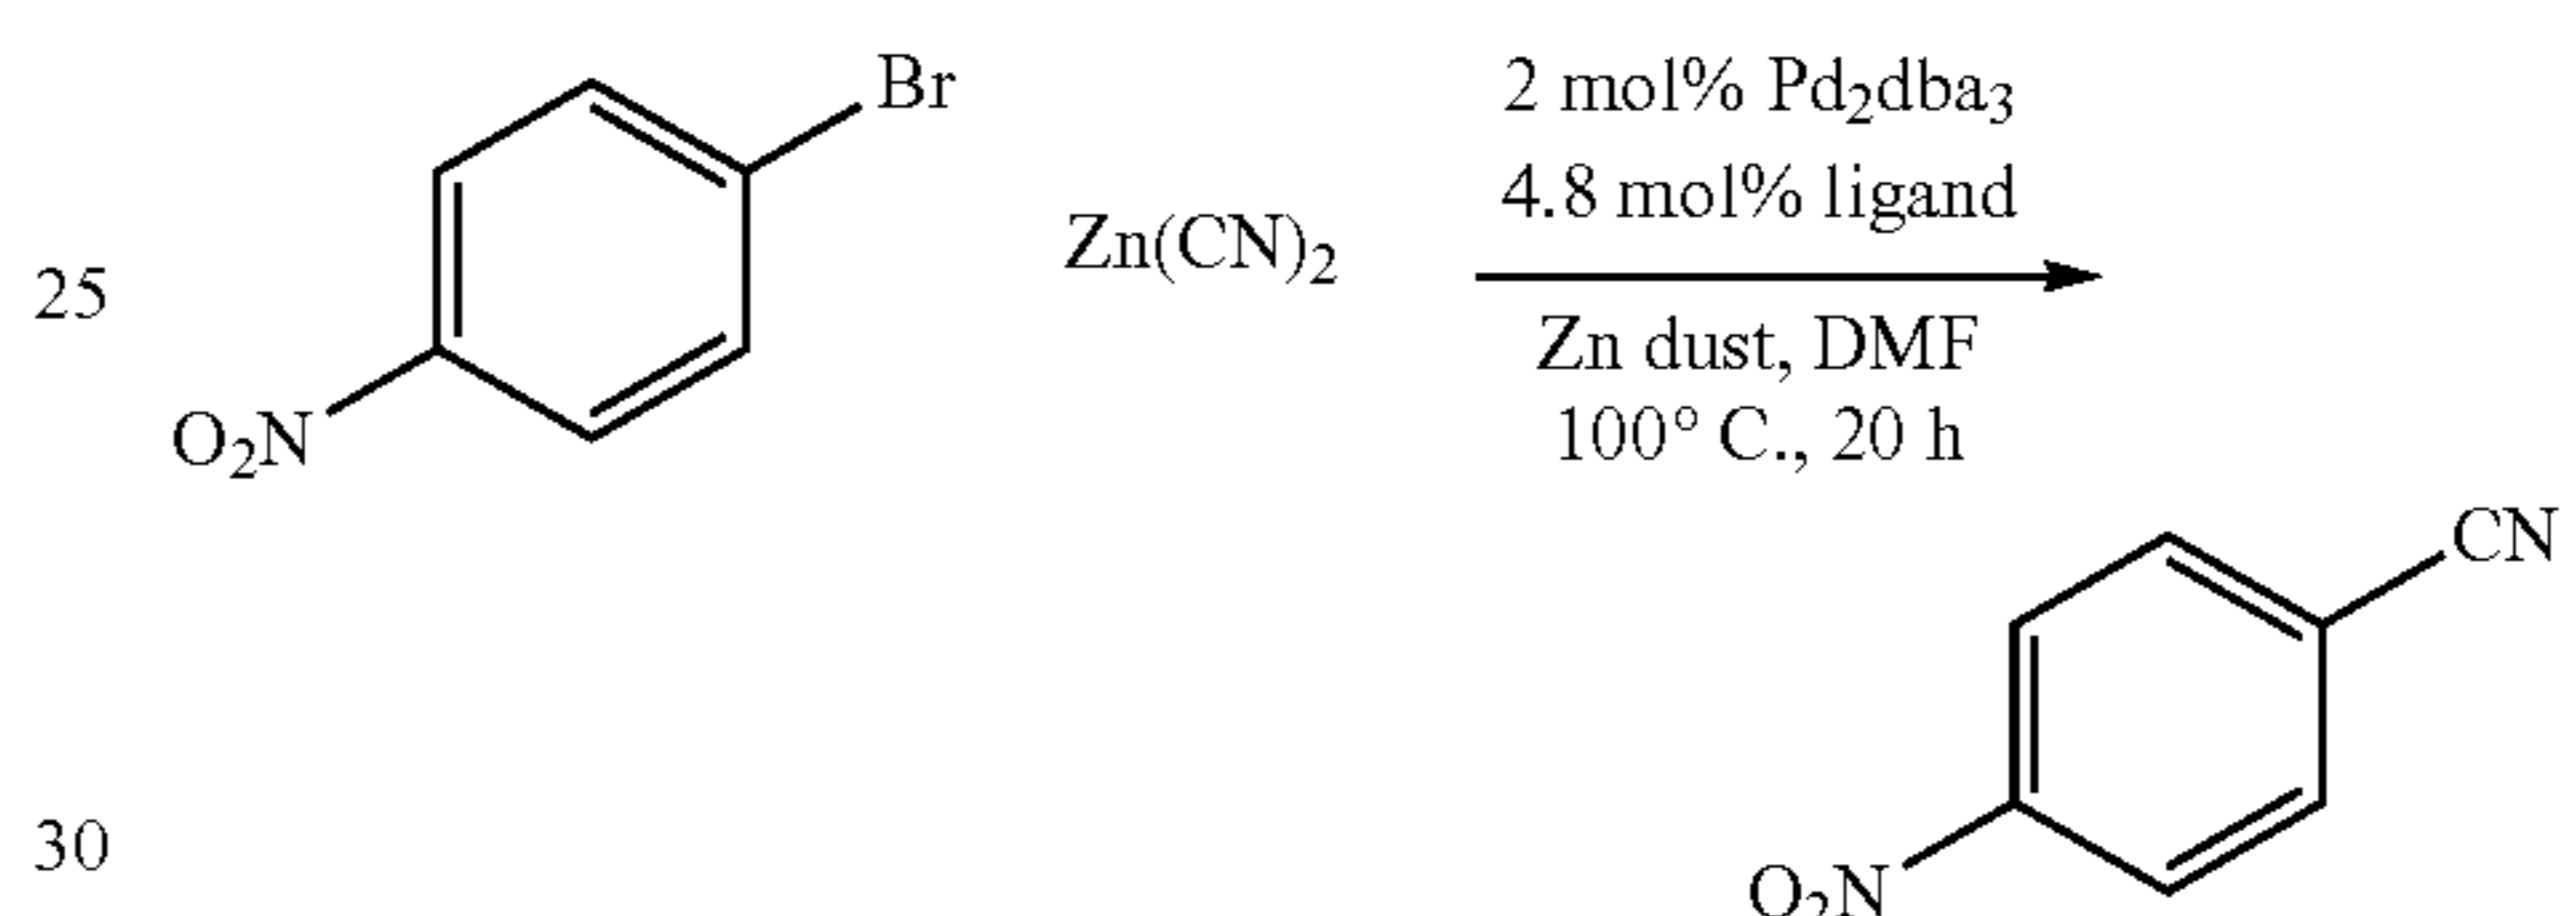 Br
2 mol% Pd₂dba₃
4.8 mol% ligand
Zn(CN)₂
25
Zn dust, DMF
O₂N
100° C., 20 h
CN
30
O₂N